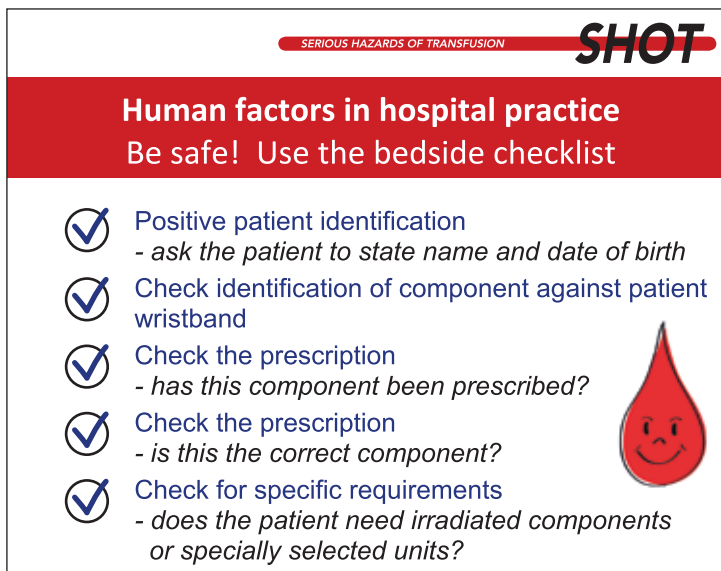 SERIOUS HAZARDS OF TRANSFUSION SHOT
Human factors in hospital practice
Be safe! Use the bedside checklist
Positive patient identification
- ask the patient to state name and date of birth
Check identification of component against patient
wristband
Check the prescription
- has this component been prescribed?
Check the prescription
- is this the correct component?
Check for specific requirements
- does the patient need irradiated components
or specially selected units?